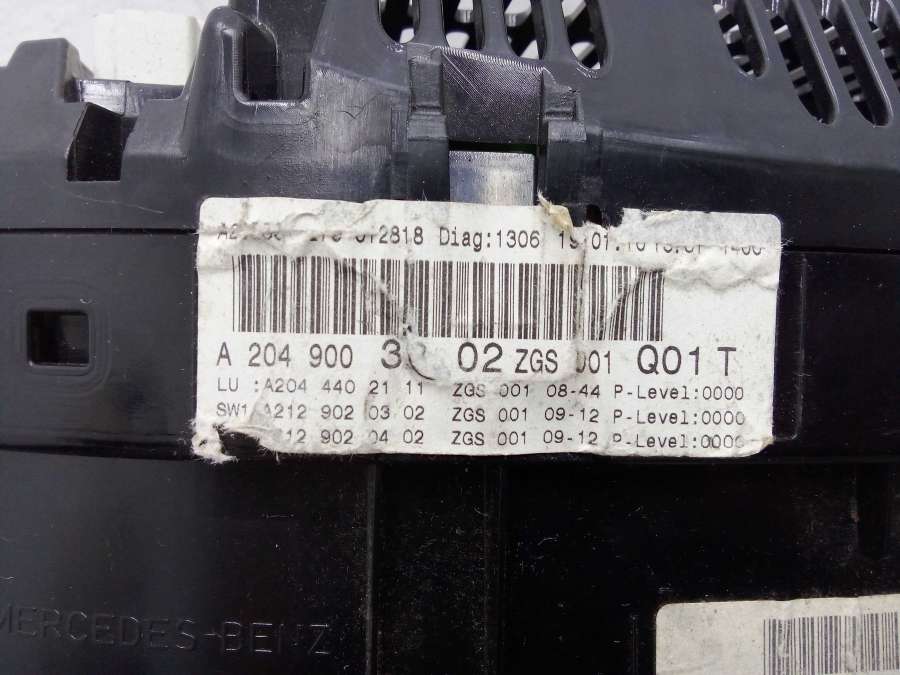 Diag:1306
A 204 900 02 ZGS 001 Q01 T
LU :A204 440 21 11 ZGS 001 08-44 P-Level:0000
SW1 A212 902 03 02 ZGS 001 09-12 P-Level:0000
212 902 04 02 ZGS 001 09-12 P-Level:0000
MERCEDES-BENZ